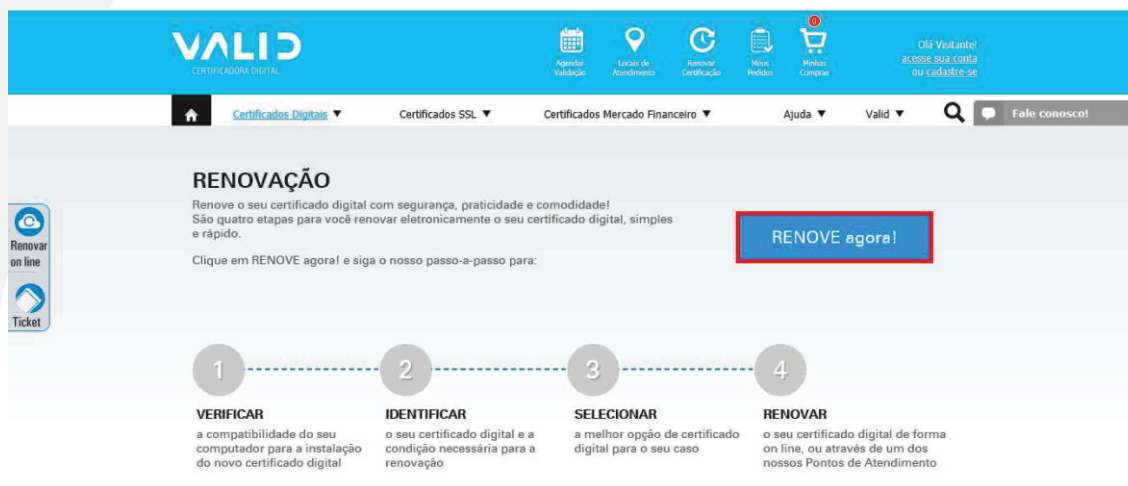 VALID
CERTIFICADORA DIGITAL
Agendar
Validação
Locais de
Atendimento
Renovar
Certificação
Meus
Pedidos
0
Minhas
Compras
Olá Visitante!
acesse sua conta
ou cadastre-se
Certificados Digitais ▼
Certificados SSL ▼
Certificados Mercado Financeiro ▼
Ajuda ▼
Valid ▼
Fale conosco!
RENOVAÇÃO
Renove o seu certificado digital com segurança, praticidade e comodidade!
São quatro etapas para você renovar eletronicamente o seu certificado digital, simples
e rápido.
Clique em RENOVE agora! e siga o nosso passo-a-passo para:
RENOVE agora!
Renovar
on line
Ticket
1
2
3
4
VERIFICAR
a compatibilidade do seu
computador para a instalação
do novo certificado digital
IDENTIFICAR
o seu certificado digital e a
condição necessária para a
renovação
SELECIONAR
a melhor opção de certificado
digital para o seu caso
RENOVAR
o seu certificado digital de forma
on line, ou através de um dos
nossos Pontos de Atendimento